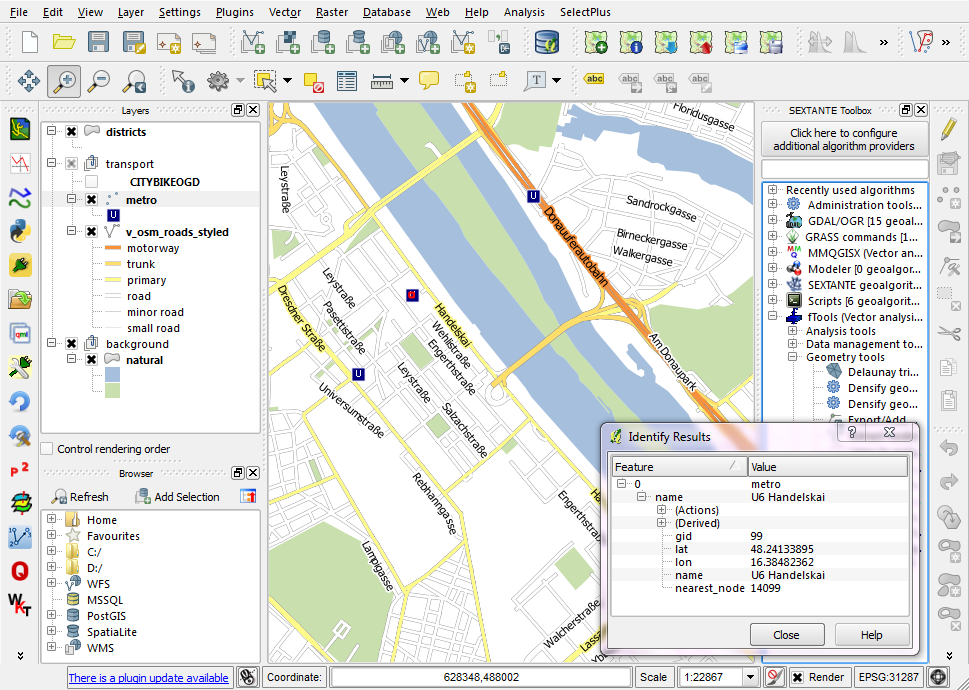 File Edit View Layer Settings Plugins Vector Raster Database Web Help Analysis SelectPlus
Layers
districts
transport
CITYBIKEOGD
metro
U
v_osm_roads_styled
motorway
trunk
primary
road
minor road
small road
background
natural
Control rendering order
Browser
Refresh Add Selection
Home
Favourites
C:/
D:/
WFS
MSSQL
PostGIS
SpatiaLite
WMS
Floridusgasse
Leystraße
Sandrockgasse
Donauuferautobahn
Birneckergasse
Walkergasse
Leystraße
Dresdner Straße
Pasettistraße
Handelskai
Wehlistraße
Engerthstraße
Am Donaupark
Leystraße
Universumstraße
Salzachstraße
Rebhanngasse
Engerthstraße
Lampigasse
Walcherstraße
SEXTANTE Toolbox
Click here to configure
additional algorithm providers
Recently used algorithms
Administration tools...
GDAL/OGR [15 geoal...
GRASS commands [1...
MMQGISX (Vector an...
Modeler [0 geoalgor...
SEXTANTE geoalgorit...
Scripts [6 geoalgorit...
fTools (Vector analysis...
Analysis tools
Data management to...
Geometry tools
Delaunay tri...
Densify geo...
Densify geo...
Export/Add
Identify Results
Feature Value
0 metro
name U6 Handelskai
(Actions)
(Derived)
gid 99
lat 48.24133895
lon 16.38482362
name U6 Handelskai
nearest_node 14099
Close Help
There is a plugin update available Coordinate: 628348,488002 Scale 1:22867 Render EPSG:31287